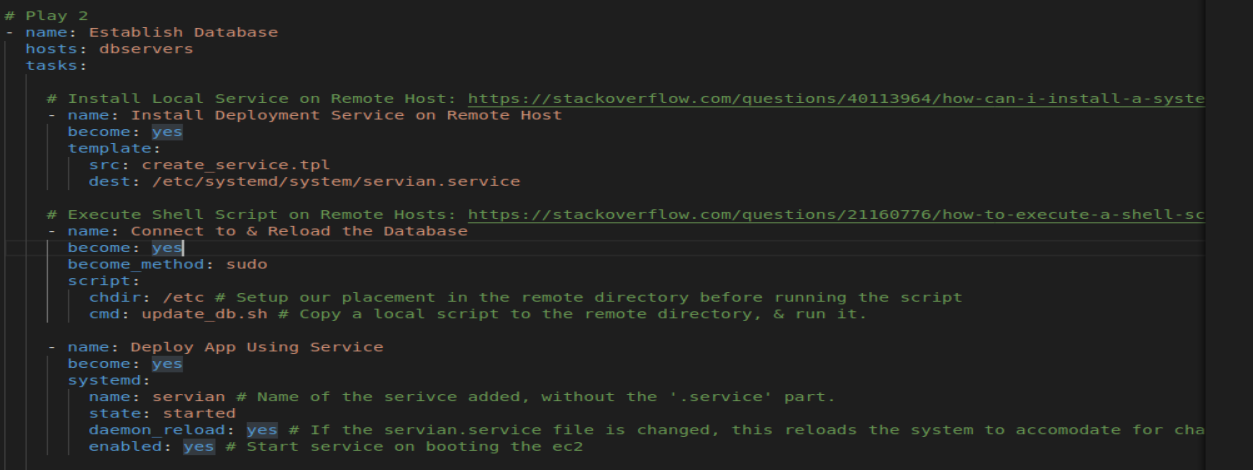 # Play 2
- name: Establish Database
hosts: dbservers
tasks:
# Install Local Service on Remote Host: https://stackoverflow.com/questions/40113964/how-can-i-install-a-syste
- name: Install Deployment Service on Remote Host
become: yes
template:
src: create_service.tpl
dest: /etc/systemd/system/servian.service
# Execute Shell Script on Remote Hosts: https://stackoverflow.com/questions/21160776/how-to-execute-a-shell-sc
- name: Connect to & Reload the Database
become: yes
become_method: sudo
script:
chdir: /etc # Setup our placement in the remote directory before running the script
cmd: update_db.sh # Copy a local script to the remote directory, & run it.
- name: Deploy App Using Service
become: yes
systemd:
name: servian # Name of the serivce added, without the '.service' part.
state: started
daemon_reload: yes # If the servian.service file is changed, this reloads the system to accomodate for cha
enabled: yes # Start service on booting the ec2